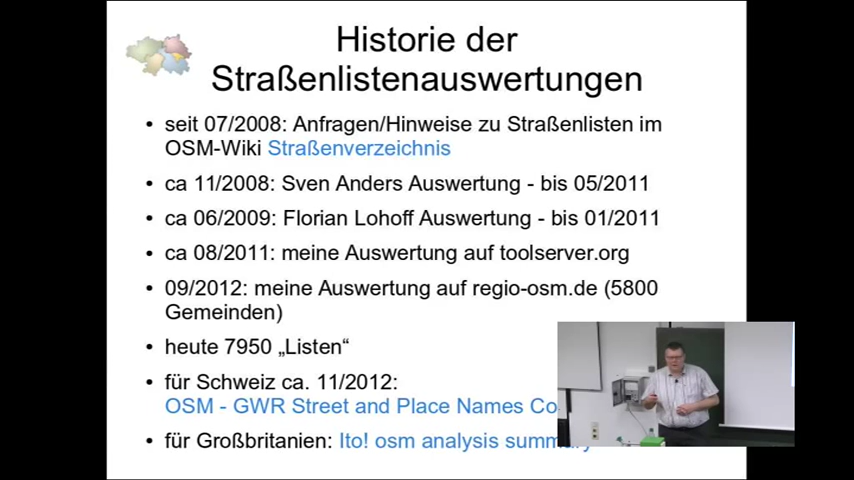 Historie der
Straßenlistenauswertungen
• seit 07/2008: Anfragen/Hinweise zu Straßenlisten im
OSM-Wiki Straßenverzeichnis
• ca 11/2008: Sven Anders Auswertung - bis 05/2011
• ca 06/2009: Florian Lohoff Auswertung - bis 01/2011
• ca 08/2011: meine Auswertung auf toolserver.org
• 09/2012: meine Auswertung auf regio-osm.de (5800
Gemeinden)
• heute 7950 „Listen“
• für Schweiz ca. 11/2012:
OSM - GWR Street and Place Names
• für Großbritanien: Ito! osm analysis summary